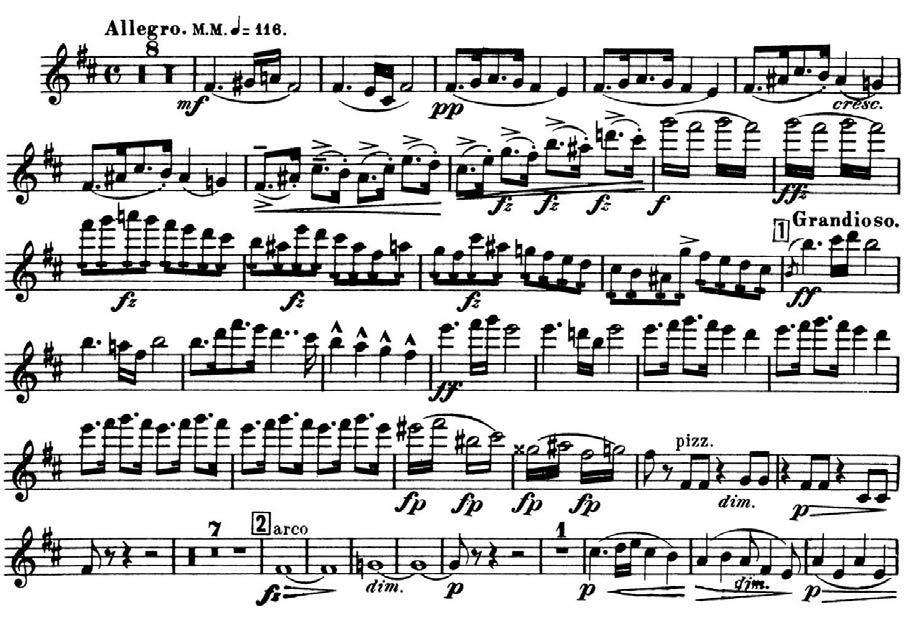 Allegro. M.M. ♩= 116.
8
mf pp cresc.
fz fz fz f ffz
1 Grandioso.
fz fz fz ff
ff
pizz.
fp fp fp fp dim. p
7 2 arco 1
fz dim. p p dim. p